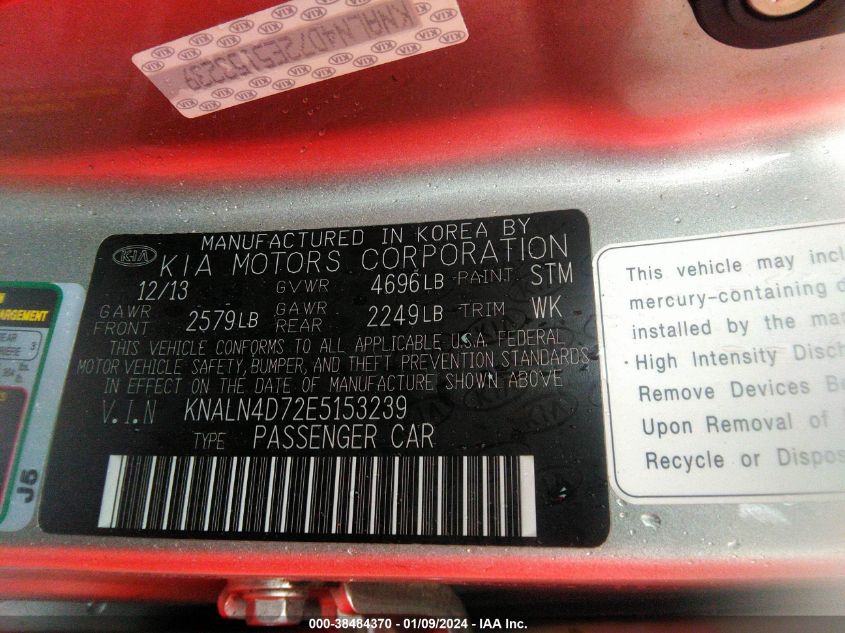 KNALN4D72E5153239
MANUFACTURED IN KOREA BY
KIA KIA MOTORS CORPORATION
12/13 GVWR 4696LB PAINT STM
GAWR FRONT 2579LB GAWR REAR 2249LB TRIM WK
THIS VEHICLE CONFORMS TO ALL APPLICABLE U.S.A. FEDERAL
MOTOR VEHICLE SAFETY, BUMPER, AND THEFT PREVENTION STANDARDS
IN EFFECT ON THE DATE OF MANUFACTURE SHOWN ABOVE
V.I.N KNALN4D72E5153239
TYPE PASSENGER CAR
J5
This vehicle may incl
mercury-containing d
installed by the ma
· High Intensity Disch
Remove Devices Be
Upon Removal of
Recycle or Dispos
000-38484370 - 01/09/2024 - IAA Inc.